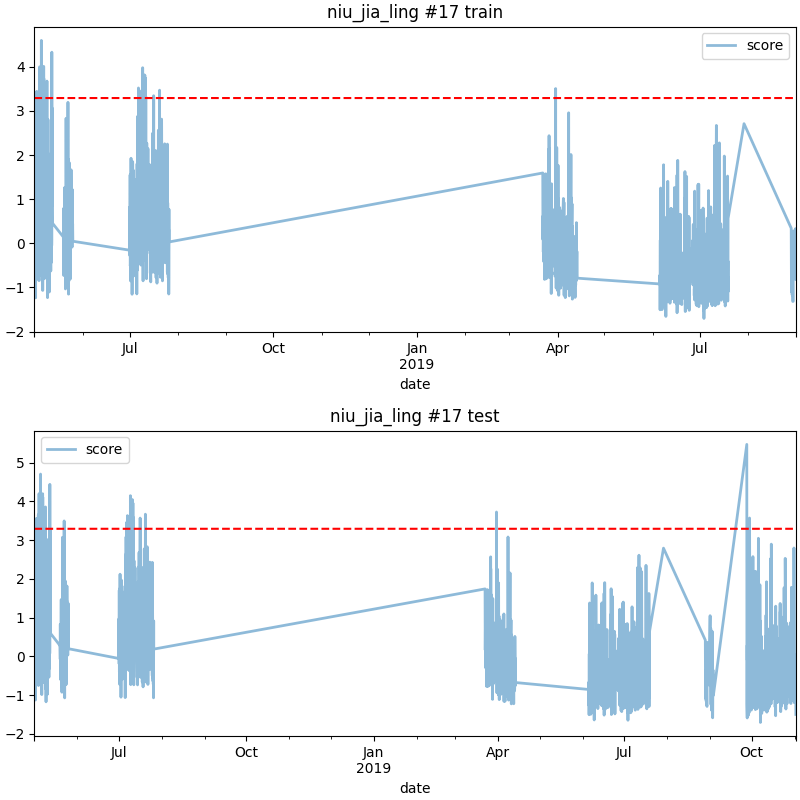 niu_jia_ling #17 train
score
4
3
2
1
0
−1
−2
Jul
Oct
Jan
2019
Apr
Jul
date
niu_jia_ling #17 test
score
5
4
3
2
1
0
−1
−2
Jul
Oct
Jan
2019
Apr
Jul
Oct
date